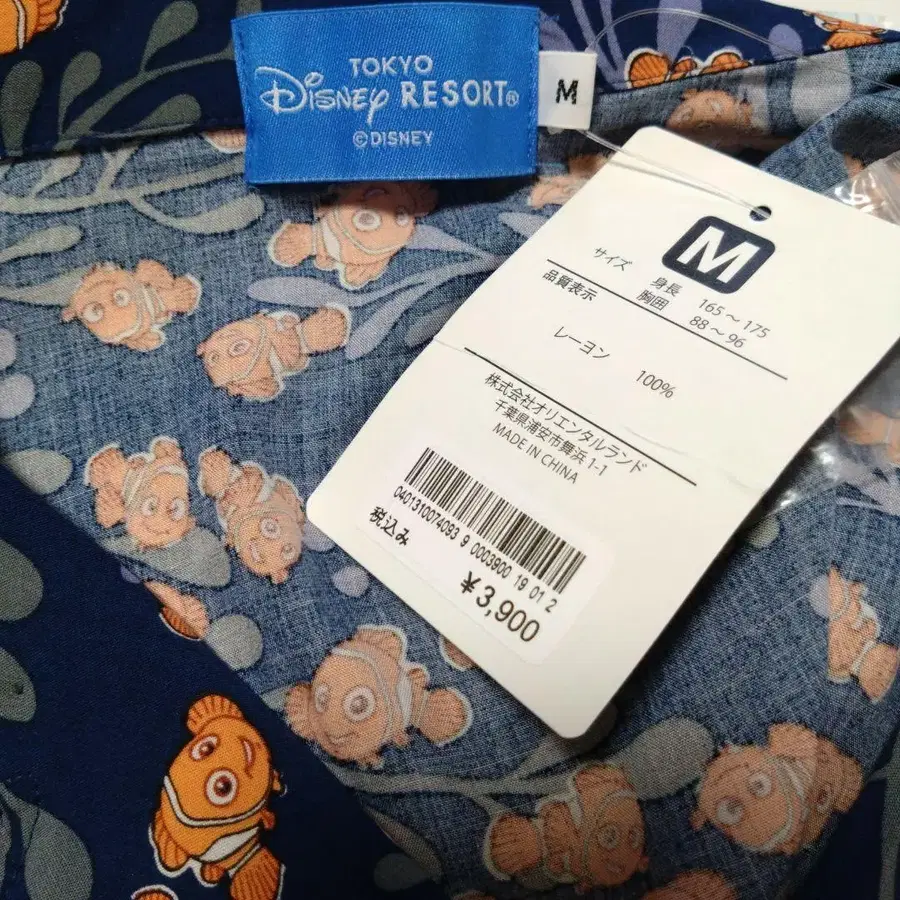 TOKYO
Disney RESORT®
©DISNEY
M
M
サイズ 身長 165～175
胸囲 88～96
品質表示
レーヨン 100%
株式会社オリエンタルランド
千葉県浦安市舞浜1-1
MADE IN CHINA
0401310074093 9 0003900 19 01 2
税込み
¥3,900